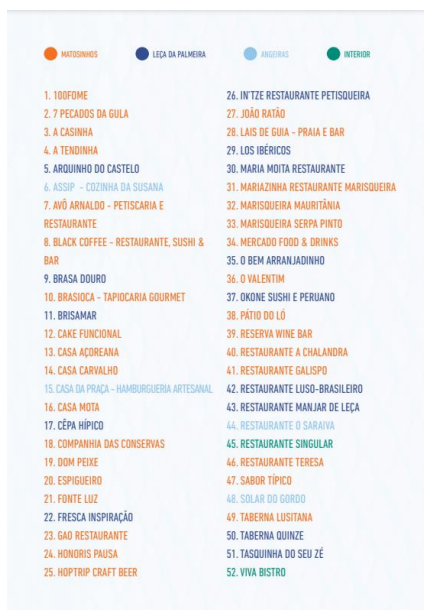 MATOSINHOS
LEÇA DA PALMEIRA
ANGEIRAS
INTERIOR
1. 100FOME
2. 7 PECADOS DA GULA
3. A CASINHA
4. A TENDINHA
5. ARQUINHO DO CASTELO
6. ASSIP - COZINHA DA SUSANA
7. AVÔ ARNALDO - PETISCARIA E
RESTAURANTE
8. BLACK COFFEE - RESTAURANTE, SUSHI &
BAR
9. BRASA DOURO
10. BRASIOCA - TAPIOCARIA GOURMET
11. BRISAMAR
12. CAKE FUNCIONAL
13. CASA AÇOREANA
14. CASA CARVALHO
15. CASA DA PRAÇA - HAMBURGUERIA ARTESANAL
16. CASA MOTA
17. CÊPA HÍPICO
18. COMPANHIA DAS CONSERVAS
19. DOM PEIXE
20. ESPIGUEIRO
21. FONTE LUZ
22. FRESCA INSPIRAÇÃO
23. GAO RESTAURANTE
24. HONORIS PAUSA
25. HOPTRIP CRAFT BEER
26. IN'TZE RESTAURANTE PETISQUEIRA
27. JOÃO RATÃO
28. LAIS DE GUIA - PRAIA E BAR
29. LOS IBÉRICOS
30. MARIA MOITA RESTAURANTE
31. MARIAZINHA RESTAURANTE MARISQUEIRA
32. MARISQUEIRA MAURITÂNIA
33. MARISQUEIRA SERPA PINTO
34. MERCADO FOOD & DRINKS
35. O BEM ARRANJADINHO
36. O VALENTIM
37. OKONE SUSHI E PERUANO
38. PÁTIO DO LÓ
39. RESERVA WINE BAR
40. RESTAURANTE A CHALANDRA
41. RESTAURANTE GALISPO
42. RESTAURANTE LUSO-BRASILEIRO
43. RESTAURANTE MANJAR DE LEÇA
44. RESTAURANTE O SARAIVA
45. RESTAURANTE SINGULAR
46. RESTAURANTE TERESA
47. SABOR TÍPICO
48. SOLAR DO GORDO
49. TABERNA LUSITANA
50. TABERNA QUINZE
51. TASQUINHA DO SEU ZÉ
52. VIVA BISTRO